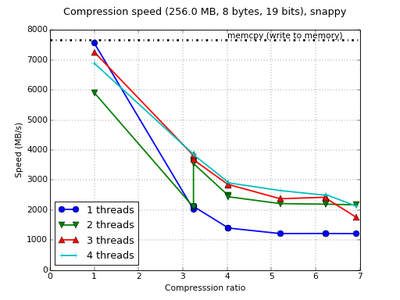 Compression speed (256.0 MB, 8 bytes, 19 bits), snappy
memcpy (write to memory)
8000
7000
6000
5000
4000
3000
2000
1000
0
Speed (MB/s)
1 threads
2 threads
3 threads
4 threads
0 1 2 3 4 5 6 7
Compresssion ratio